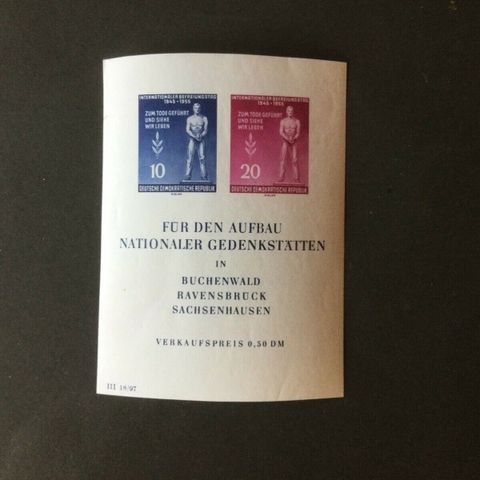 INTERNATIONALER BEFREIUNGSTAG
1945 - 1955
ZUM TODE GEFÜHRT
UND SIEHE
WIR LEBEN
10
DEUTSCHE DEMOKRATISCHE REPUBLIK
INTERNATIONALER BEFREIUNGSTAG
1945 - 1955
ZUM TODE GEFÜHRT
UND SIEHE
WIR LEBEN
20
DEUTSCHE DEMOKRATISCHE REPUBLIK
FÜR DEN AUFBAU
NATIONALER GEDENKSTÄTTEN
IN
BUCHENWALD
RAVENSBRÜCK
SACHSENHAUSEN
VERKAUFSPREIS 0,50 DM
III 18/97